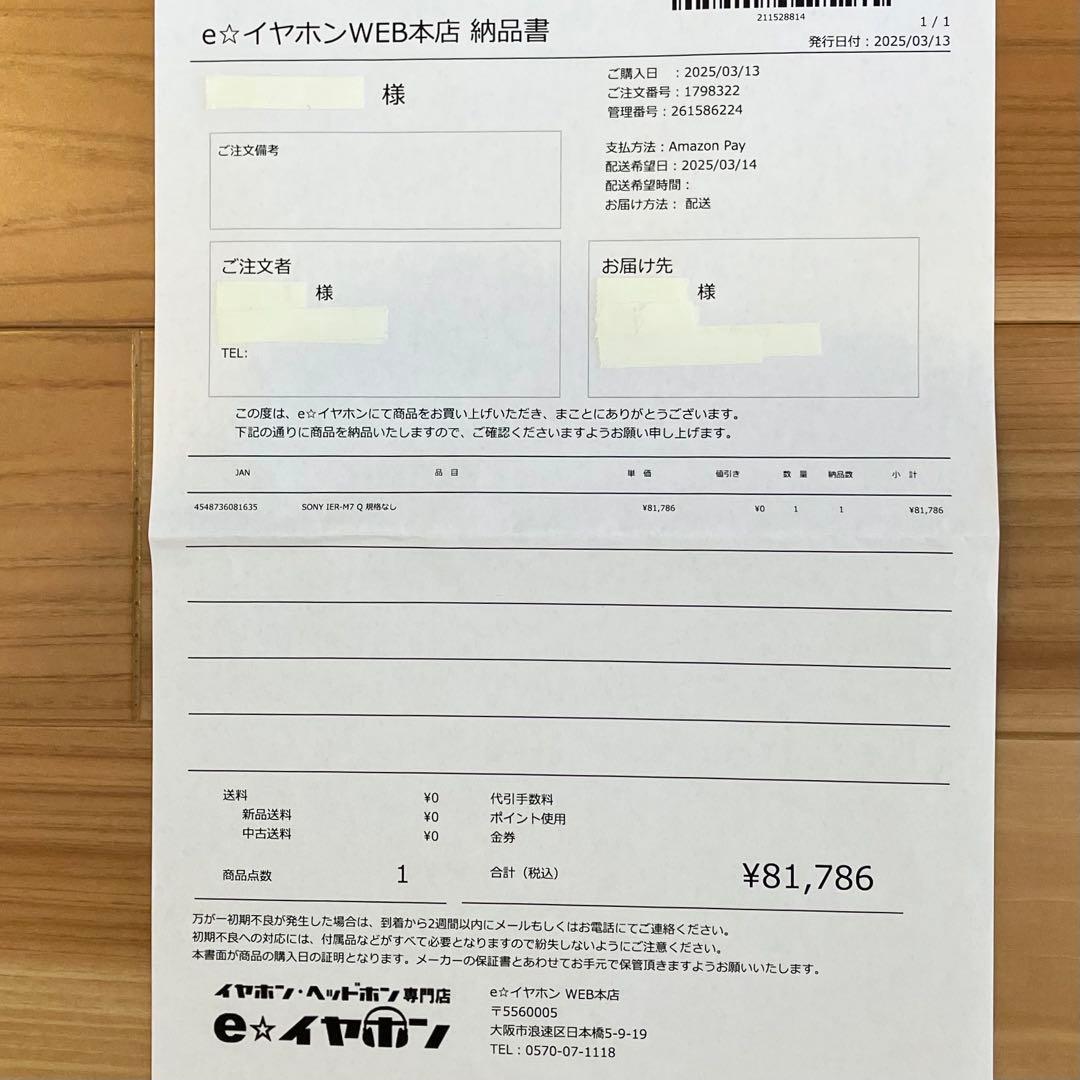 211528814
1 / 1
e☆イヤホンWEB本店 納品書
発行日付：2025/03/13
様
ご購入日　：2025/03/13
ご注文番号：1798322
管理番号：261586224
ご注文備考
支払方法：Amazon Pay
配送希望日：2025/03/14
配送希望時間：
お届け方法： 配送
ご注文者
様
TEL:
お届け先
様
この度は、e☆イヤホンにて商品をお買い上げいただき、まことにありがとうございます。
下記の通りに商品を納品いたしますので、ご確認くださいますようお願い申し上げます。
JAN 品 目 単 価 値引き 数 量 納品数 小 計
4548736081635 SONY IER-M7 Q 規格なし ¥81,786 ¥0 1 1 ¥81,786
送料 ¥0 代引手数料
新品送料 ¥0 ポイント使用
中古送料 ¥0 金券
商品点数 1 合計（税込） ¥81,786
万が一初期不良が発生した場合は、到着から2週間以内にメールもしくはお電話にてご連絡ください。
初期不良への対応には、付属品などがすべて必要となりますので紛失しないようにご注意ください。
本書面が商品の購入日の証明となります。メーカーの保証書とあわせてお手元で保管頂きますようお願いいたします。
イヤホン・ヘッドホン専門店
e☆イヤホン
e☆イヤホン WEB本店
〒5560005
大阪市浪速区日本橋5-9-19
TEL：0570-07-1118